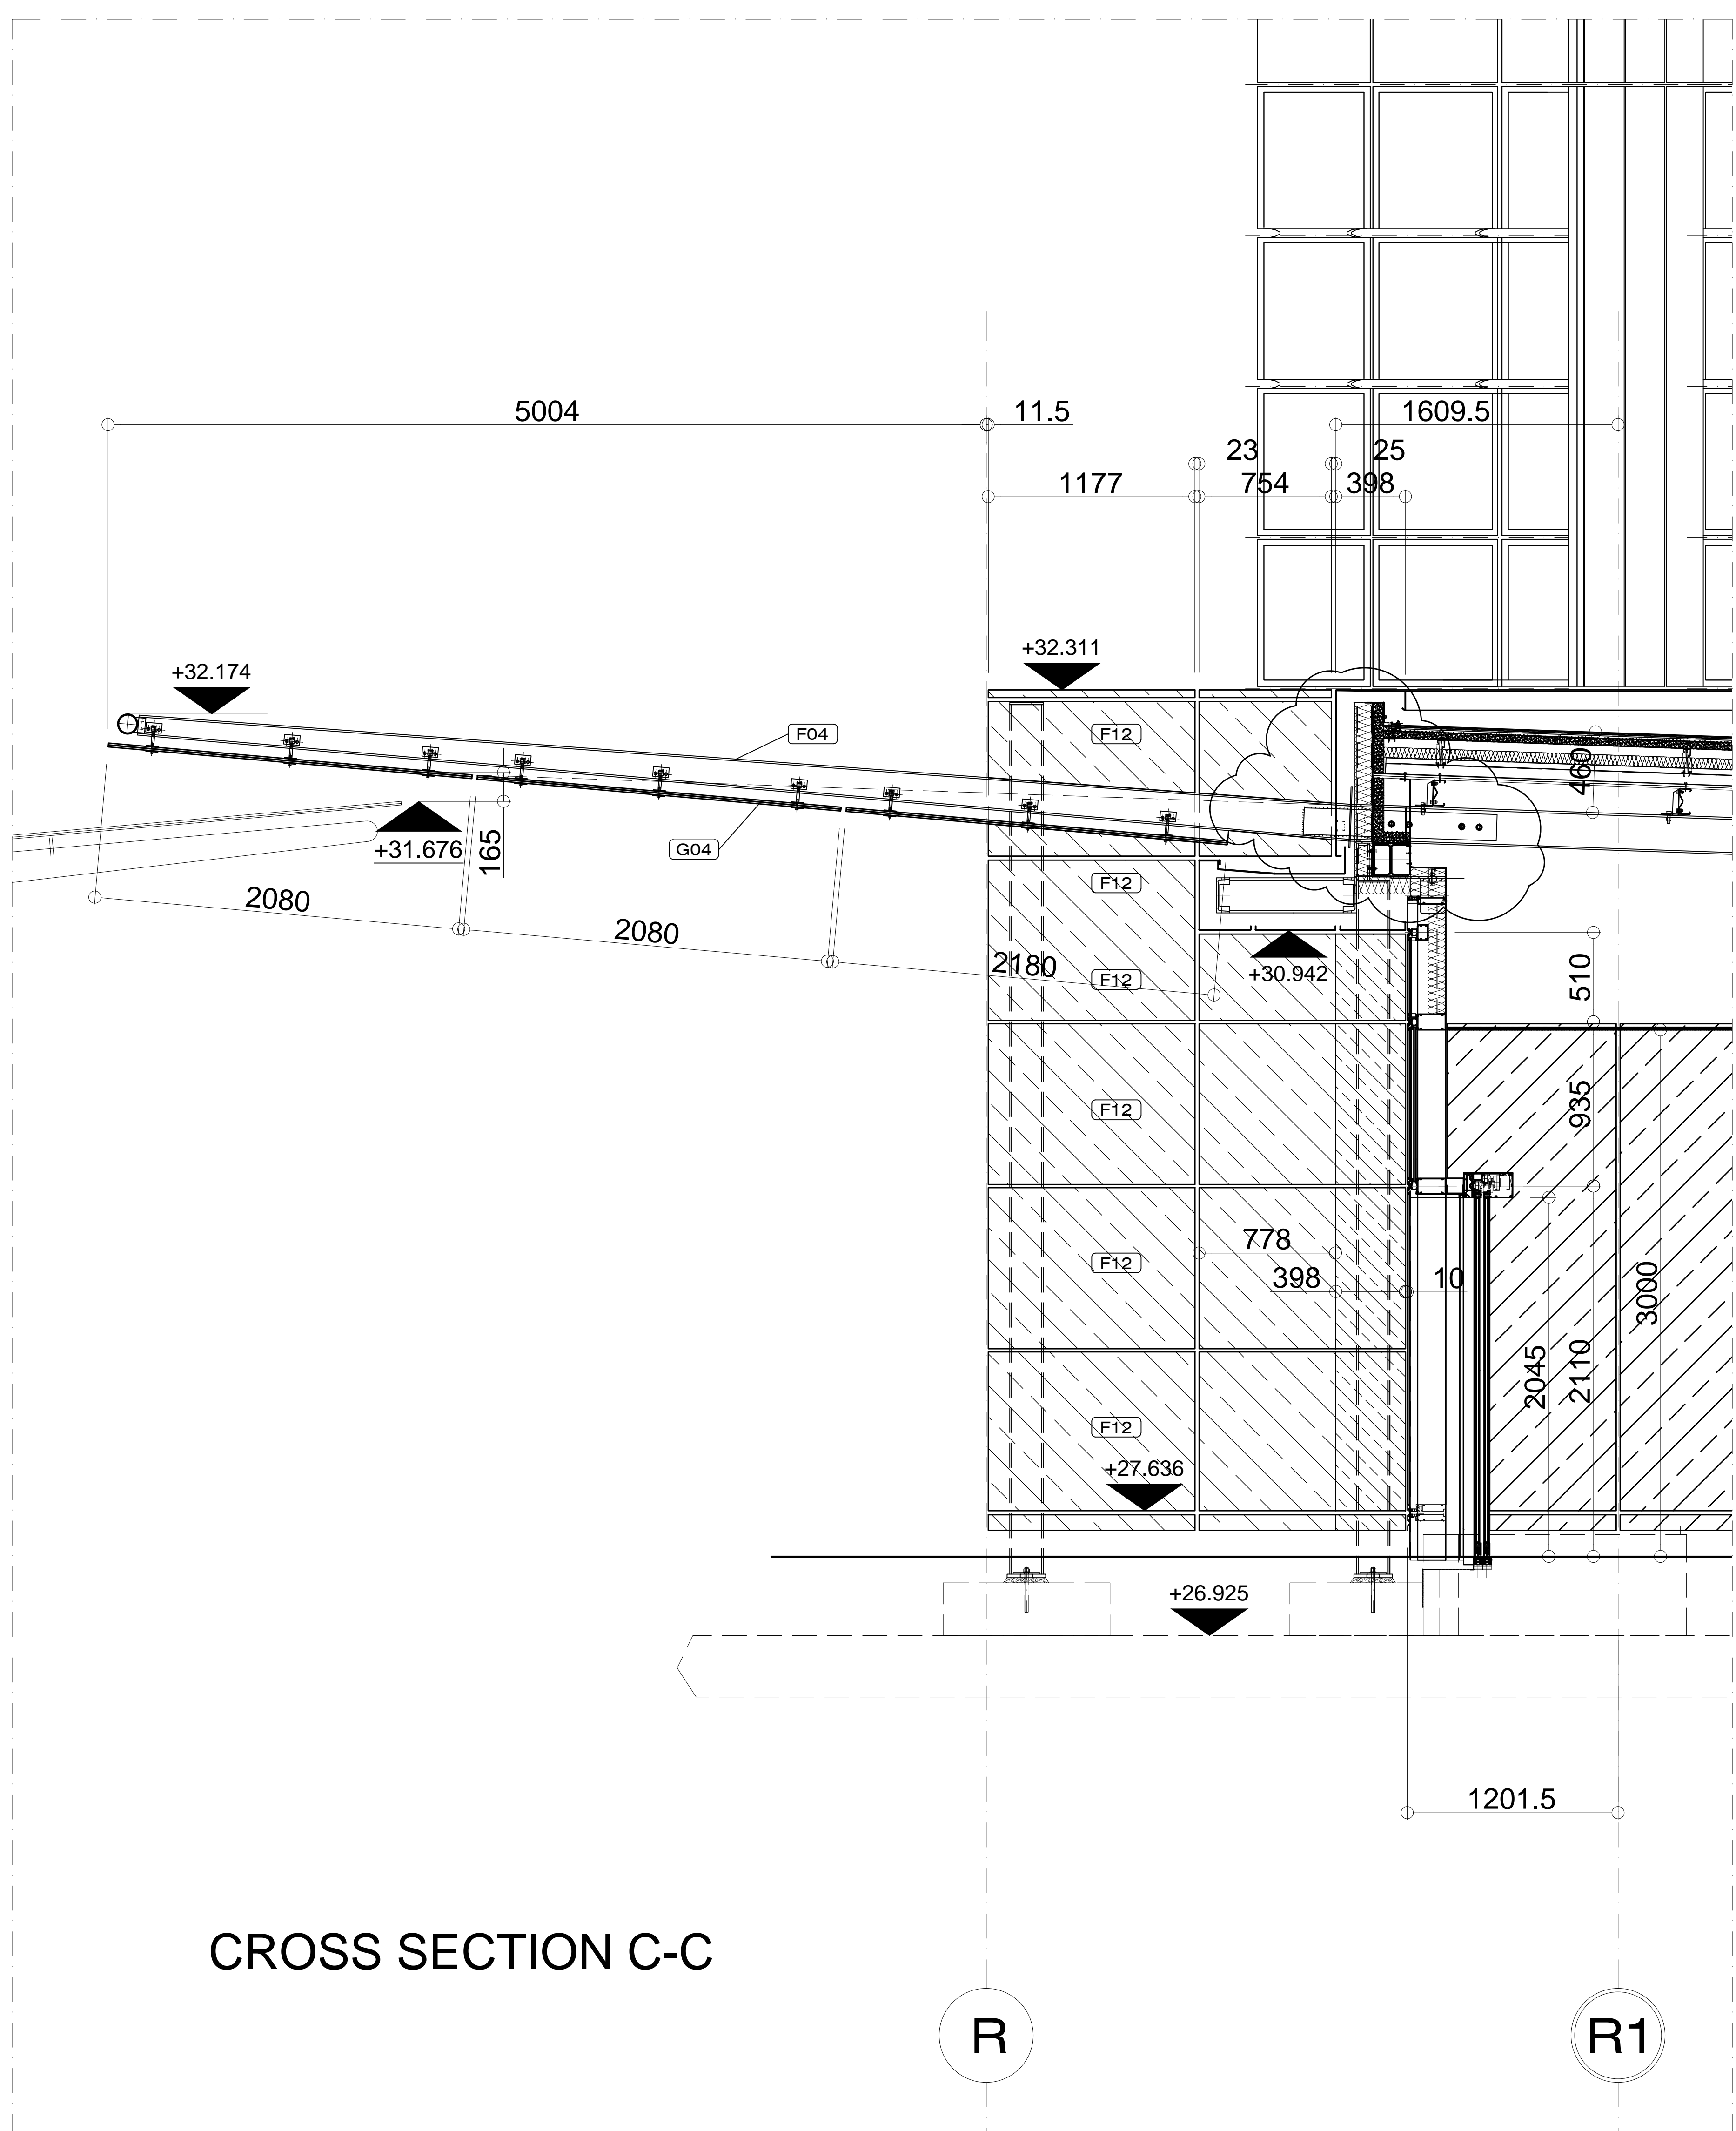 5004
11.5
1609.5
23
25
1177
754
398
+32.311
+32.174
F04
F12
460
+31.676
165
G04
F12
2080
2080
2180
F12
+30.942
510
F12
935
778
F12
398
10
3000
2045
2110
F12
+27.636
+26.925
1201.5
CROSS SECTION C-C
R
R1